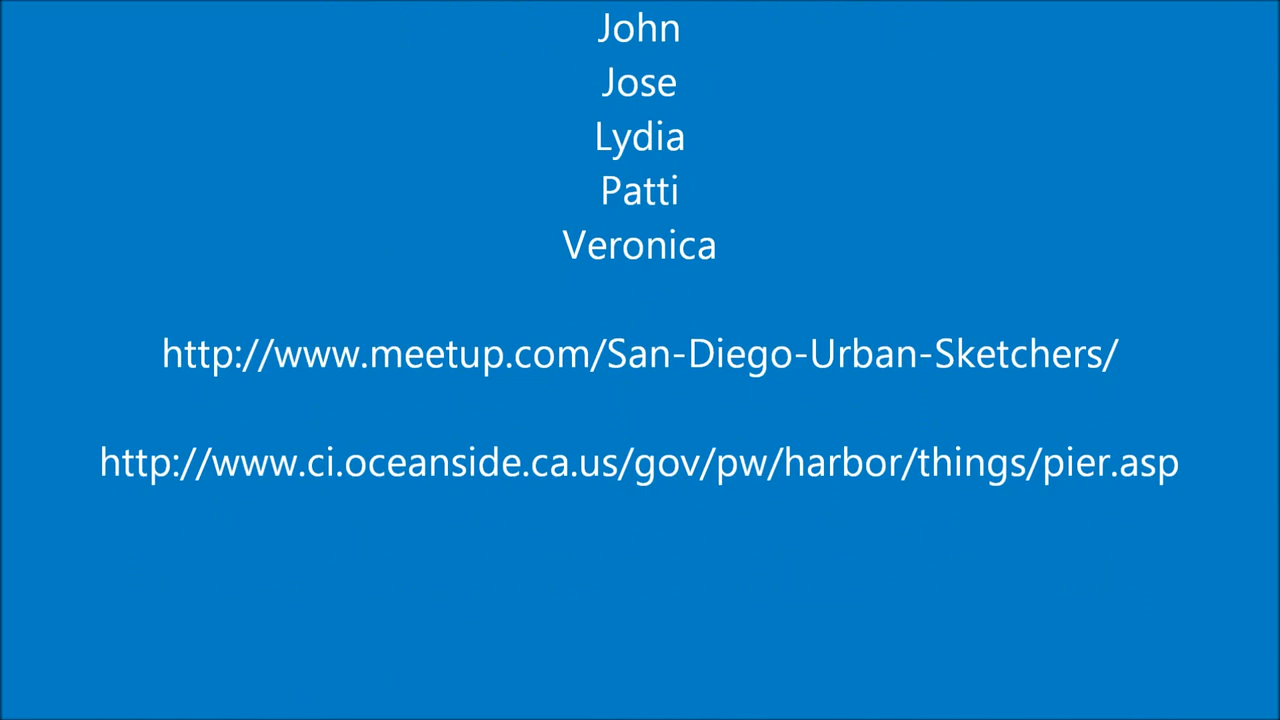 John
Jose
Lydia
Patti
Veronica
http://www.meetup.com/San-Diego-Urban-Sketchers/
http://www.ci.oceanside.ca.us/gov/pw/harbor/things/pier.asp